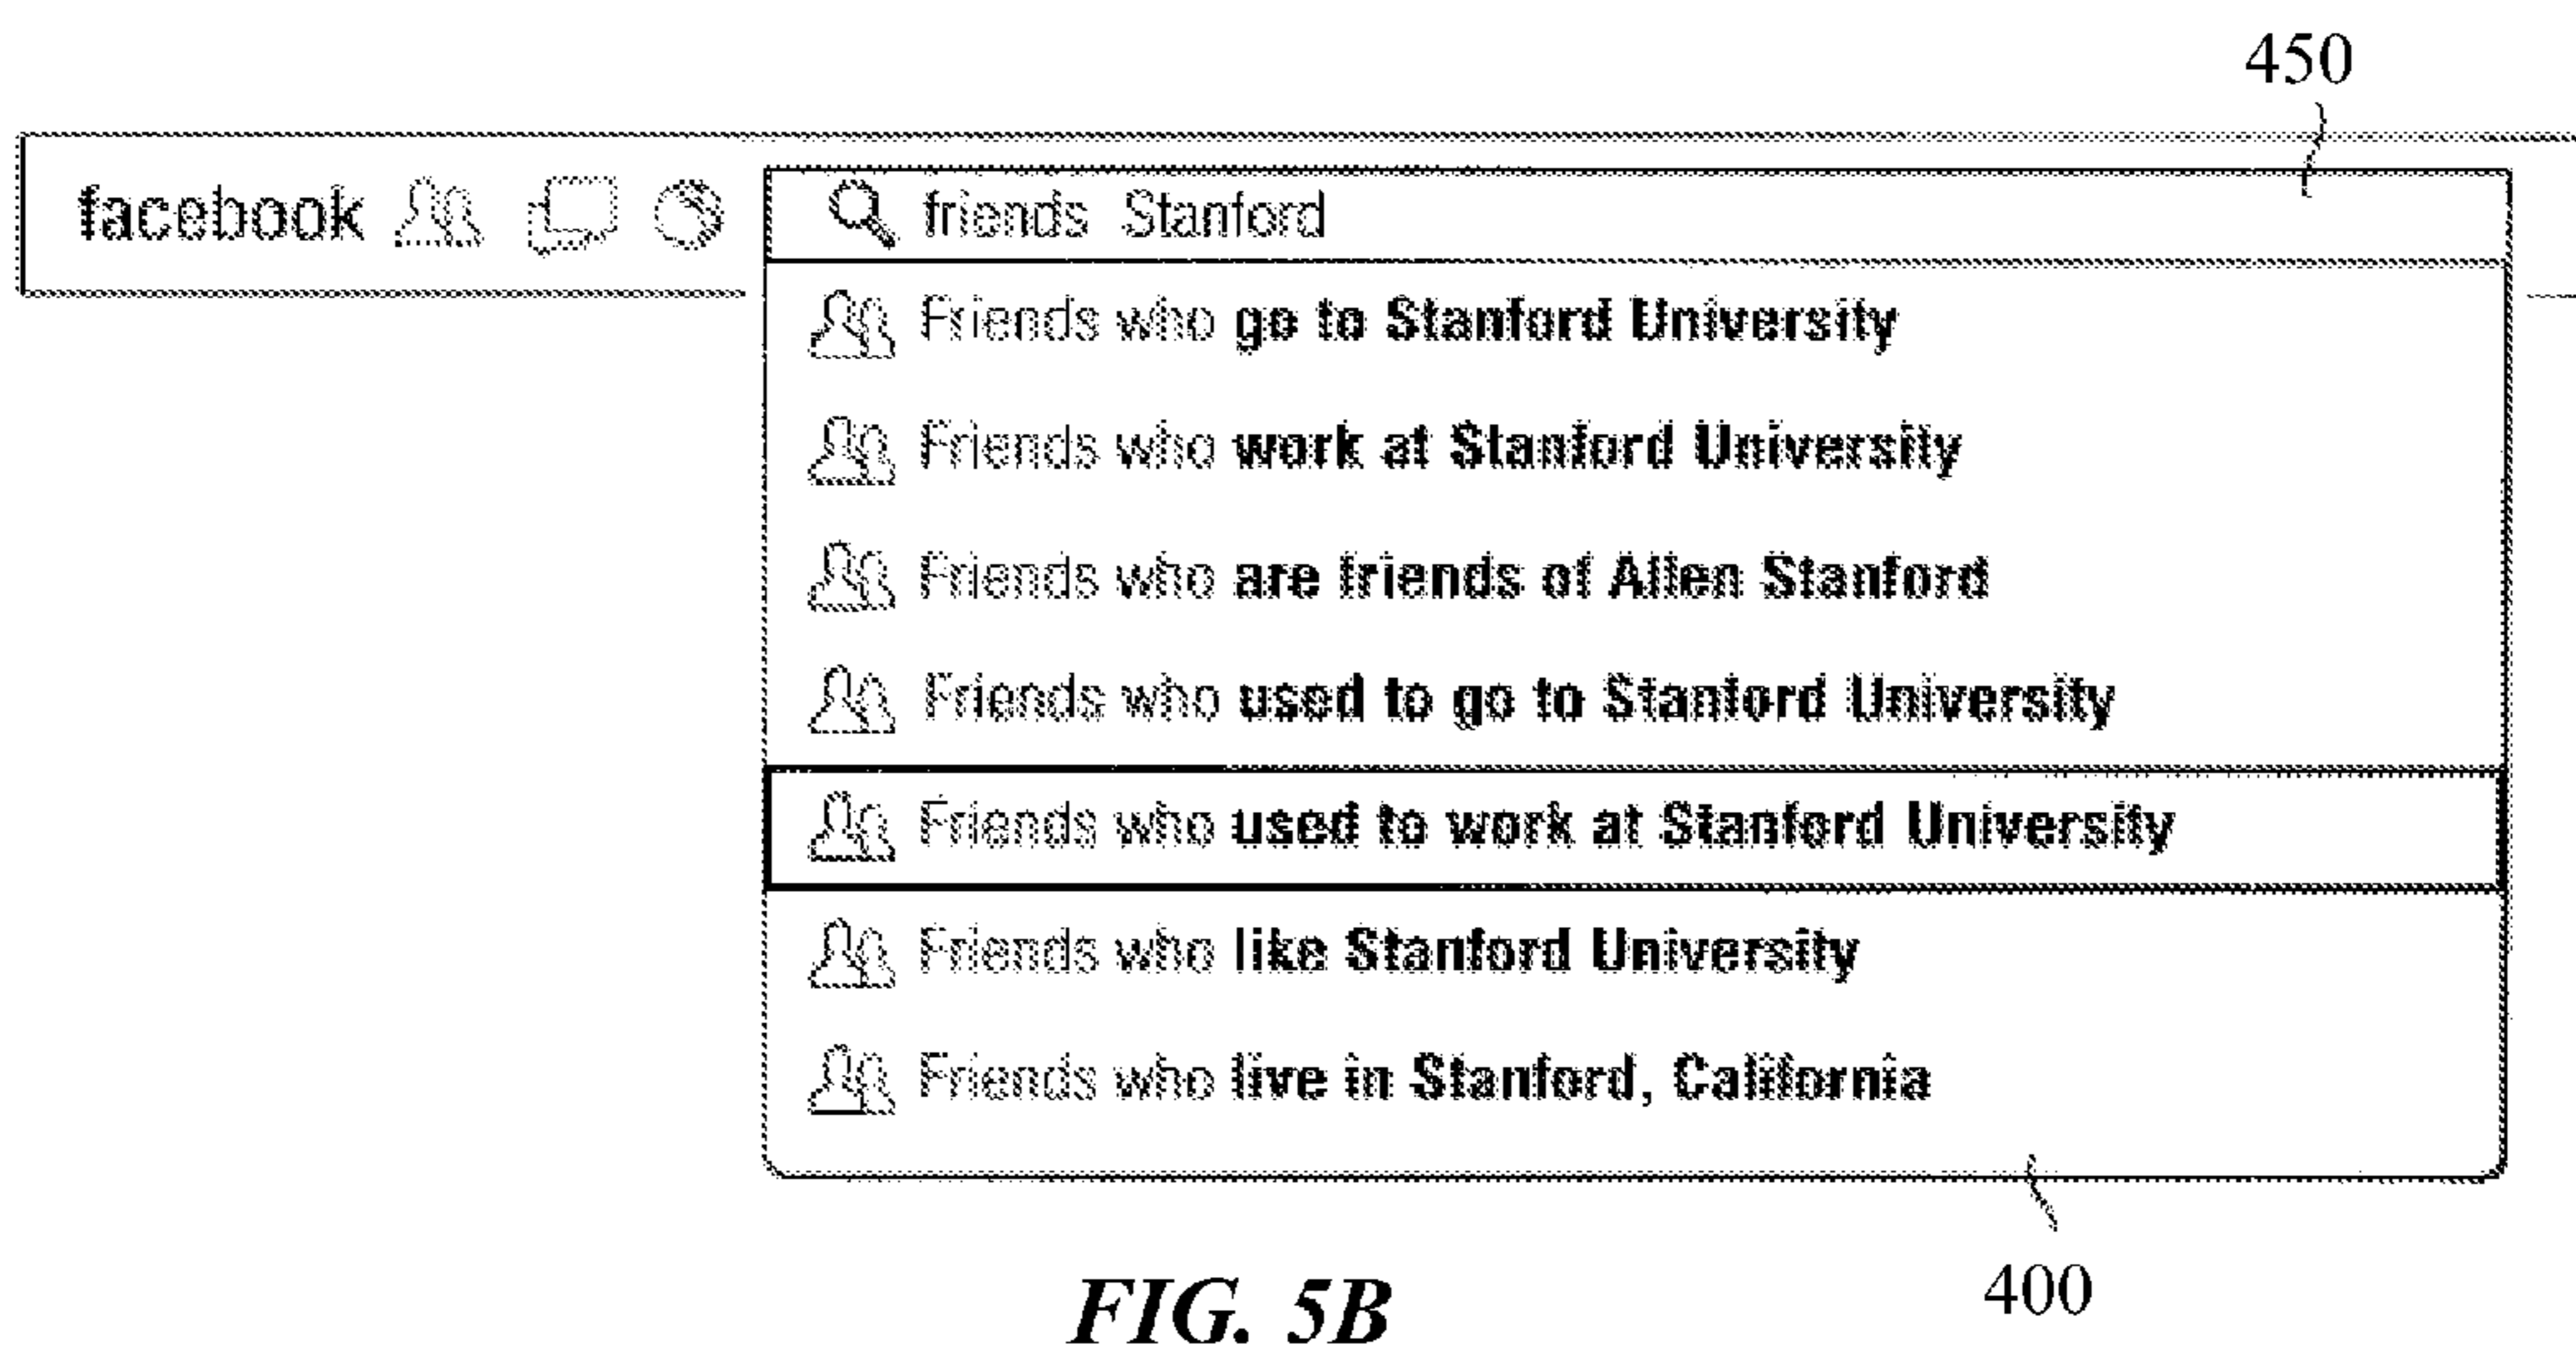 450
facebook
friends Stanford
Friends who go to Stanford University
Friends who work at Stanford University
Friends who are friends of Allen Stanford
Friends who used to go to Stanford University
Friends who used to work at Stanford University
Friends who like Stanford University
Friends who live in Stanford, California
400
FIG. 5B